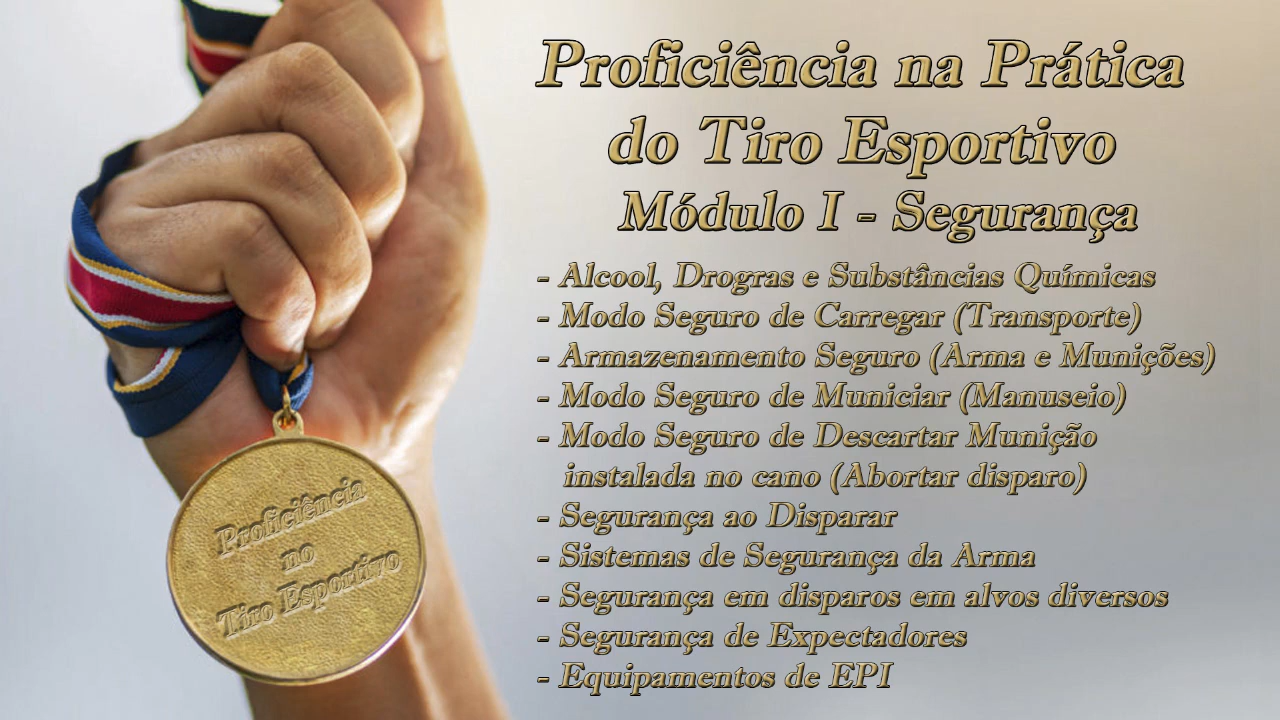 Proficiência na Prática
do Tiro Esportivo
Módulo I - Segurança
- Alcool, Drogras e Substâncias Químicas
- Modo Seguro de Carregar (Transporte)
- Armazenamento Seguro (Arma e Munições)
- Modo Seguro de Municiar (Manuseio)
- Modo Seguro de Descartar Munição
instalada no cano (Abortar disparo)
- Segurança ao Disparar
- Sistemas de Segurança da Arma
- Segurança em disparos em alvos diversos
- Segurança de Expectadores
- Equipamentos de EPI
Proficiência
no
Tiro Esportivo